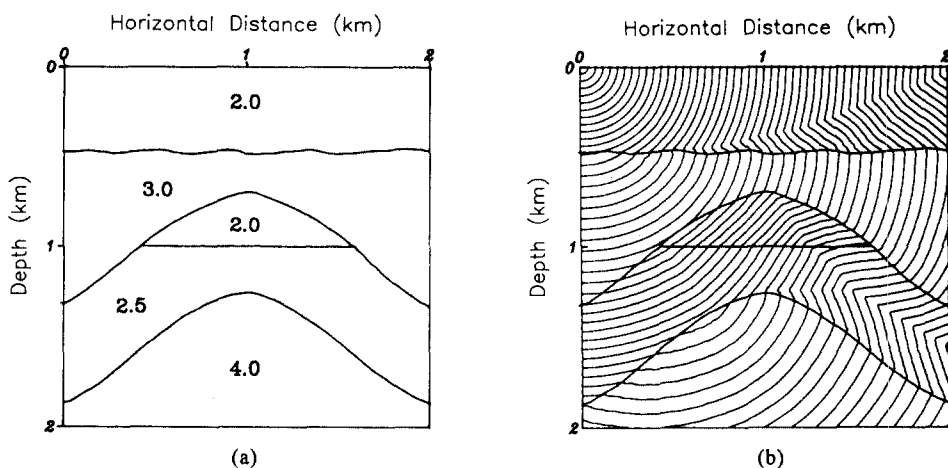 Horizontal Distance (km)
0 1 2
0
2.0
3.0
2.0
1
2.5
4.0
2
Depth (km)
(a)
Horizontal Distance (km)
0 1 2
0
1
2
Depth (km)
(b)